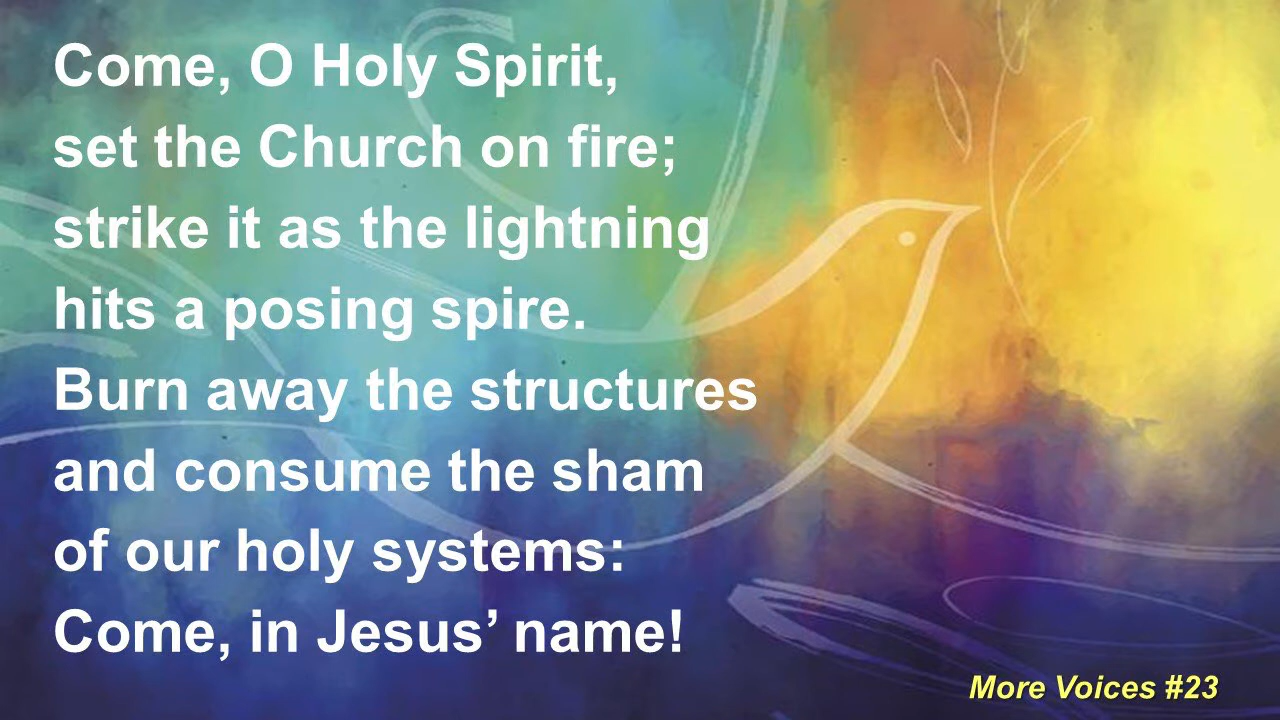 Come, O Holy Spirit,
set the Church on fire;
strike it as the lightning
hits a posing spire.
Burn away the structures
and consume the sham
of our holy systems:
Come, in Jesus’ name!
More Voices #23